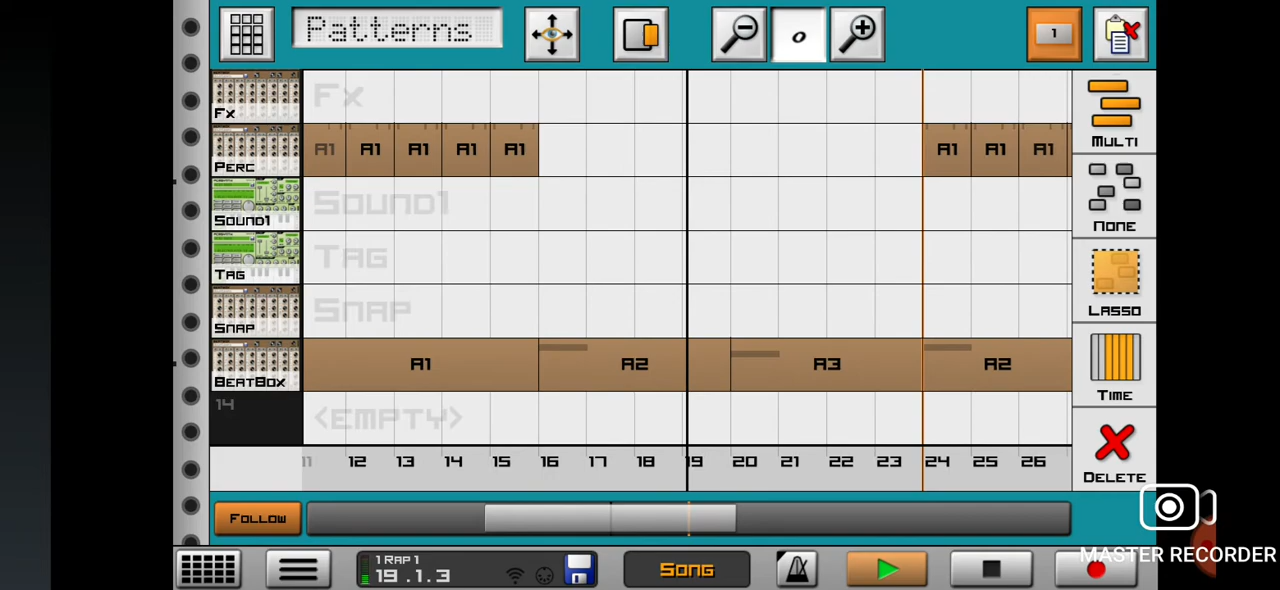 Patterns
o
1
Fx
Fx
MULTI
Perc
A1 A1 A1 A1 A1 A1 A1 A1
Sound1
Sound1
None
Tag
Tag
Snap
Snap
Lasso
BeatBox
A1 A2 A3 A2
Time
14
<EMPTY>
11 12 13 14 15 16 17 18 19 20 21 22 23 24 25 26
Delete
Follow
MASTER RECORDER
1 Rap 1
19 .1.3
Song